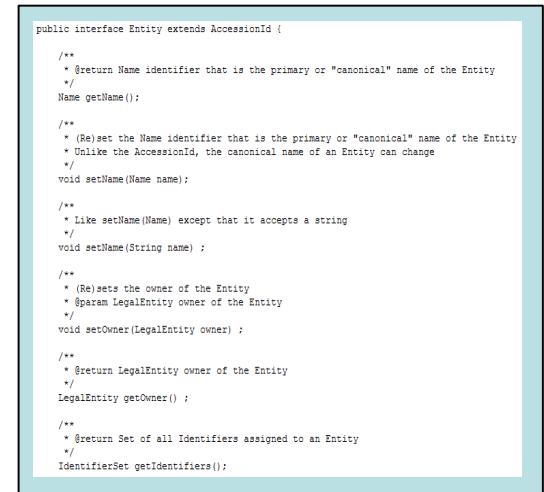 public interface Entity extends AccessionId {
/**
* @return Name identifier that is the primary or "canonical" name of the Entity
*/
Name getName();
/**
* (Re)set the Name identifier that is the primary or "canonical" name of the Entity
* Unlike the AccessionId, the canonical name of an Entity can change
*/
void setName(Name name);
/**
* Like setName(Name) except that it accepts a string
*/
void setName(String name) ;
/**
* (Re)sets the owner of the Entity
* @param LegalEntity owner of the Entity
*/
void setOwner(LegalEntity owner) ;
/**
* @return LegalEntity owner of the Entity
*/
LegalEntity getOwner() ;
/**
* @return Set of all Identifiers assigned to an Entity
*/
IdentifierSet getIdentifiers();